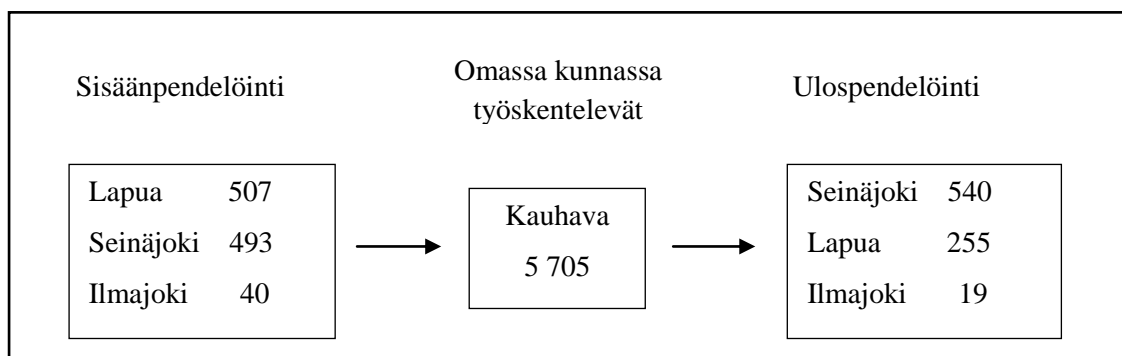 Sisäänpendelöinti
Omassa kunnassa
työskentelevät
Ulospendelöinti
Lapua 507
Seinäjoki 493
Ilmajoki 40
Kauhava
5 705
Seinäjoki 540
Lapua 255
Ilmajoki 19